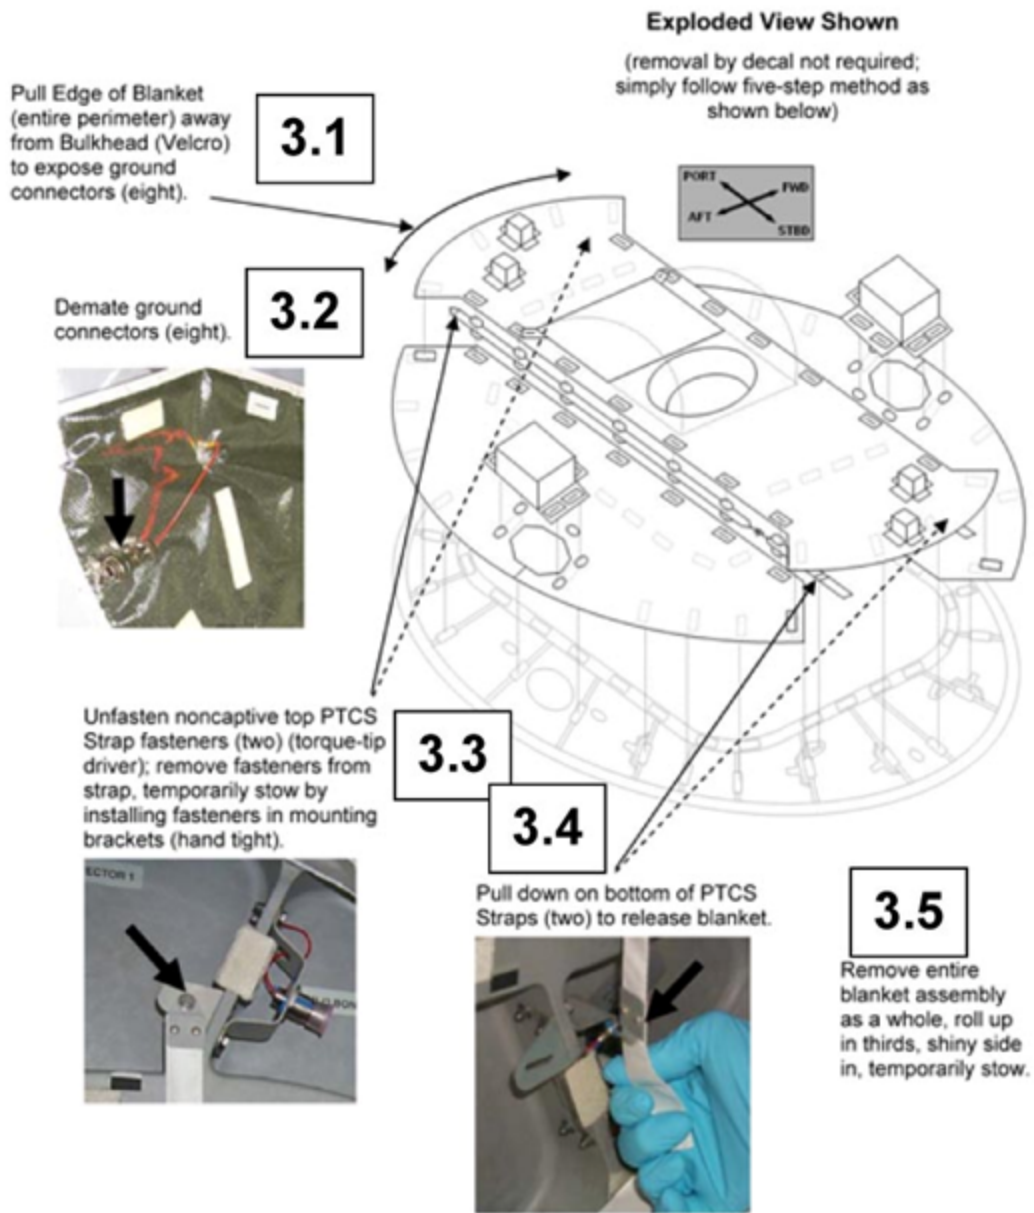 Exploded View Shown
(removal by decal not required;
simply follow five-step method as
shown below)
Pull Edge of Blanket
(entire perimeter) away
from Bulkhead (Velcro)
to expose ground
connectors (eight).
3.1
PORT
FWD
AFT
STBD
Demate ground
connectors (eight).
3.2
Unfasten noncaptive top PTCS
Strap fasteners (two) (torque-tip
driver); remove fasteners from
strap, temporarily stow by
installing fasteners in mounting
brackets (hand tight).
3.3
3.4
Pull down on bottom of PTCS
Straps (two) to release blanket.
3.5
Remove entire
blanket assembly
as a whole, roll up
in thirds, shiny side
in, temporarily stow.
ECTOR 1
BON